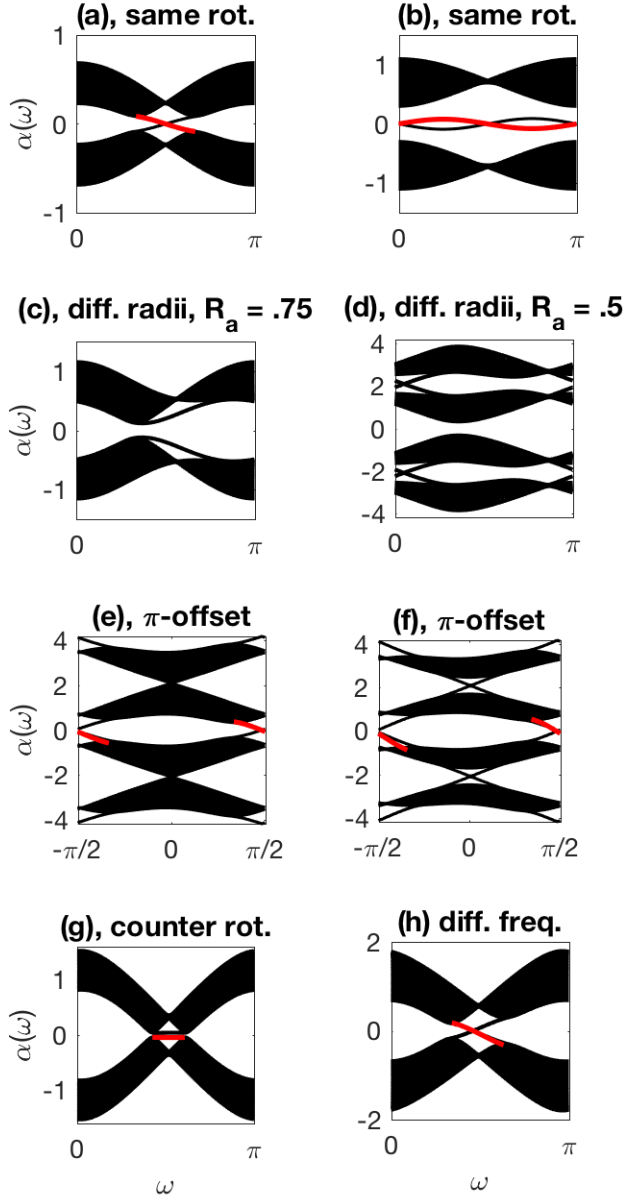 (a), same rot.
(b), same rot.
1
0
-1
α(ω)
0
π
1
0
-1
0
π
(c), diff. radii, R_a = .75
(d), diff. radii, R_a = .5
1
0
-1
α(ω)
0
π
4
2
0
-2
-4
0
π
(e), π-offset
(f), π-offset
4
2
0
-2
-4
α(ω)
-π/2
0
π/2
4
2
0
-2
-4
-π/2
0
π/2
(g), counter rot.
(h) diff. freq.
1
0
-1
α(ω)
0
π
ω
2
0
-2
0
π
ω